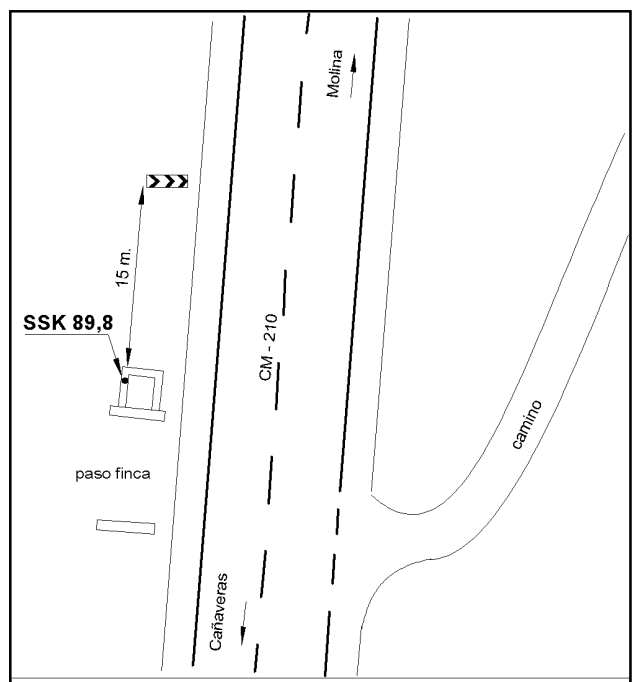 Molina
15 m.
SSK 89,8
CM - 210
camino
paso finca
Cañaveras